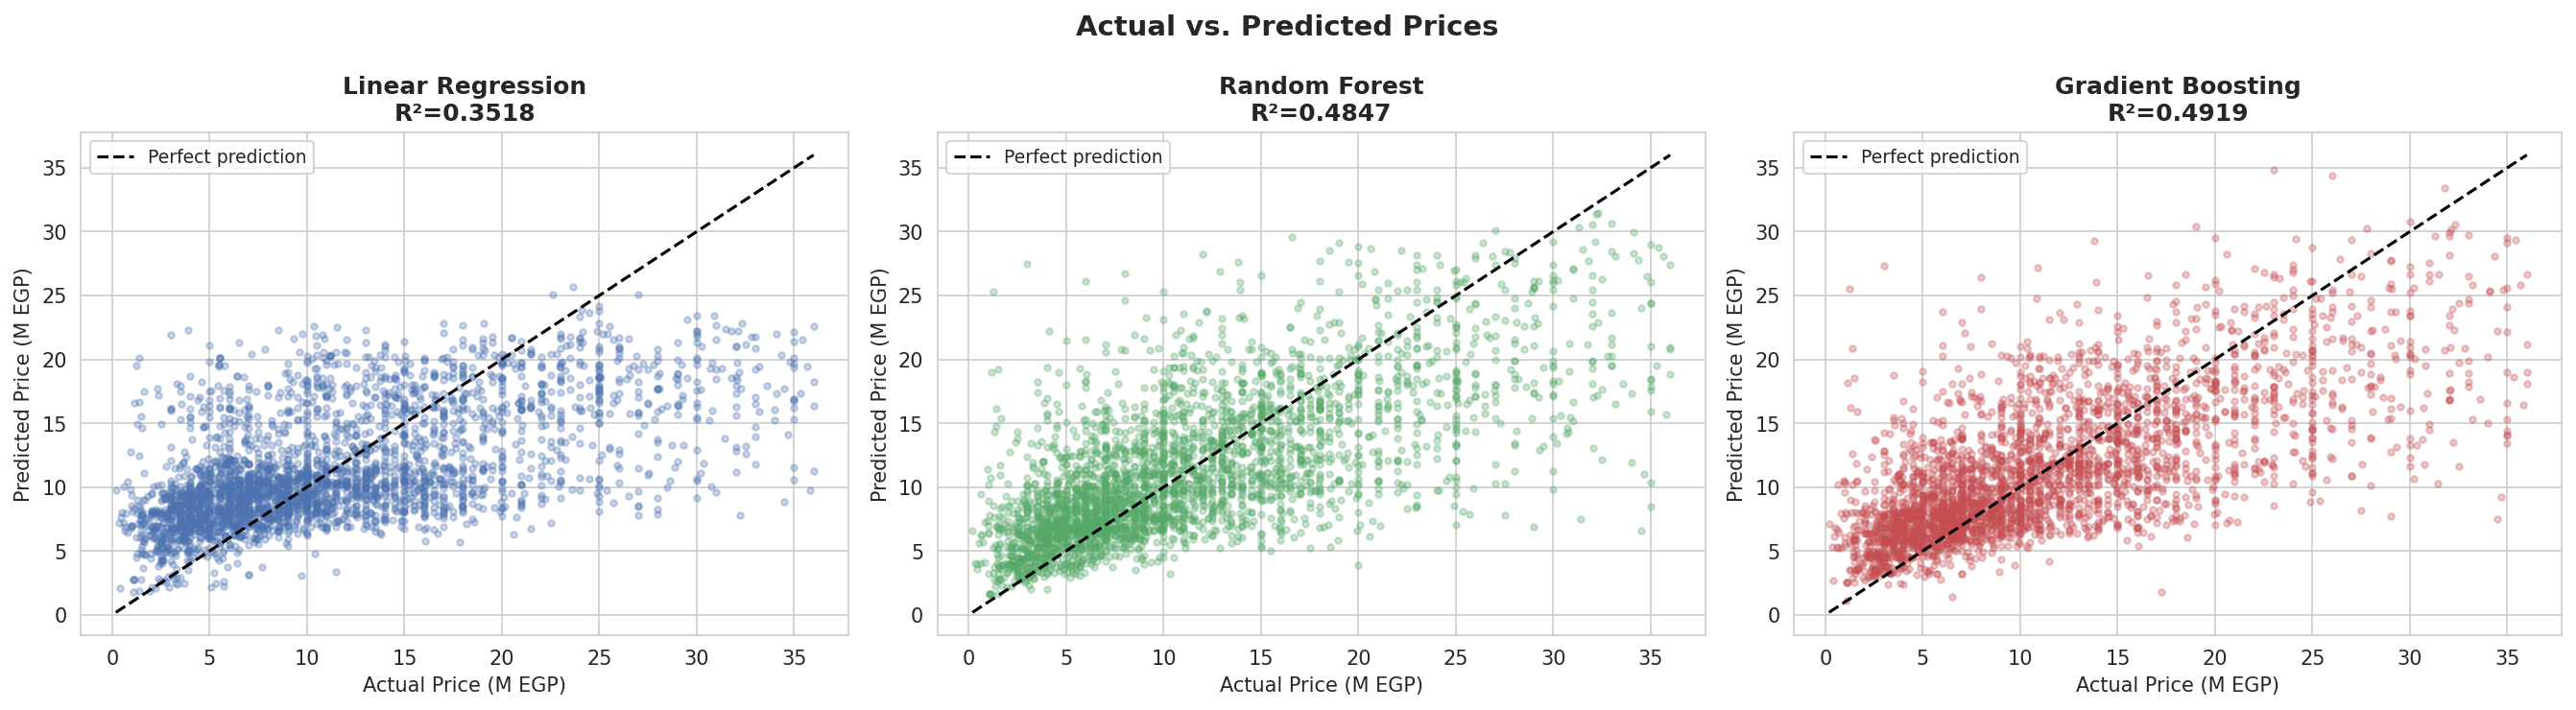 Actual vs. Predicted Prices
Linear Regression
R²=0.3518
Perfect prediction
Predicted Price (M EGP)
35
30
25
20
15
10
5
0
0 5 10 15 20 25 30 35
Actual Price (M EGP)
Random Forest
R²=0.4847
Perfect prediction
Predicted Price (M EGP)
35
30
25
20
15
10
5
0
0 5 10 15 20 25 30 35
Actual Price (M EGP)
Gradient Boosting
R²=0.4919
Perfect prediction
Predicted Price (M EGP)
35
30
25
20
15
10
5
0
0 5 10 15 20 25 30 35
Actual Price (M EGP)